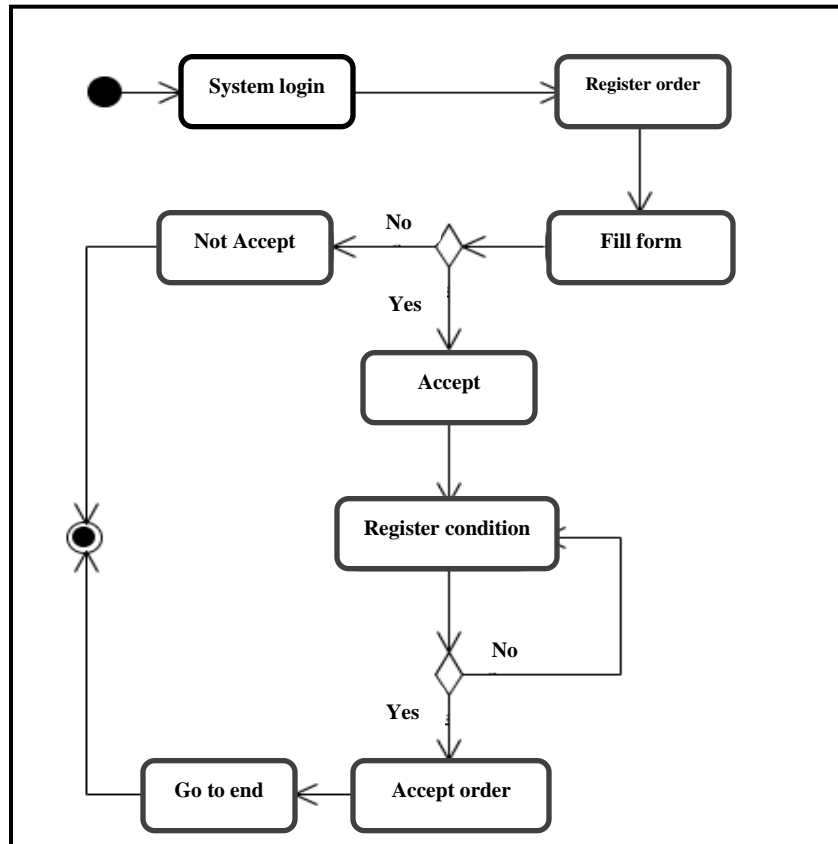 System login
Register order
No
Not Accept
Fill form
Yes
Accept
Register condition
No
Yes
Go to end
Accept order